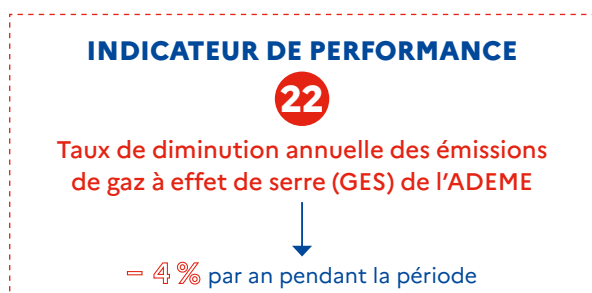 INDICATEUR DE PERFORMANCE
22
Taux de diminution annuelle des émissions
de gaz à effet de serre (GES) de l’ADEME
– 4 % par an pendant la période